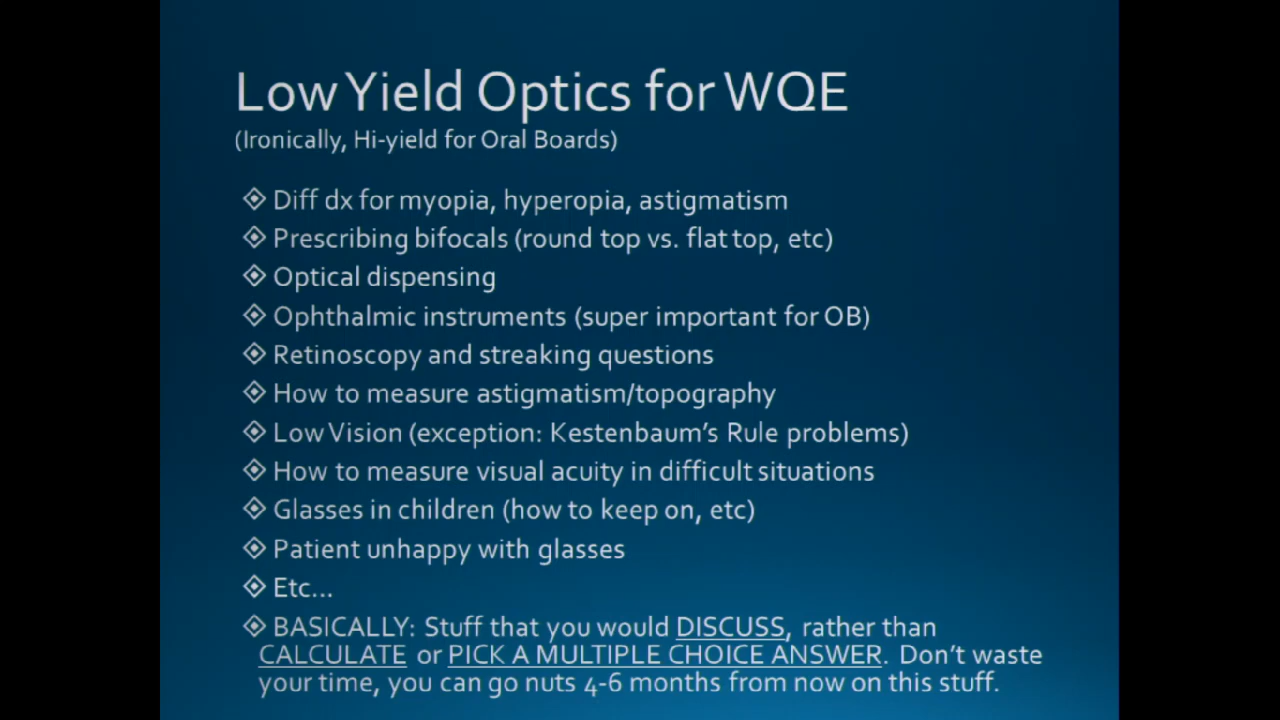 Low Yield Optics for WQE
(Ironically, Hi-yield for Oral Boards)
Diff dx for myopia, hyperopia, astigmatism
Prescribing bifocals (round top vs. flat top, etc)
Optical dispensing
Ophthalmic instruments (super important for OB)
Retinoscopy and streaking questions
How to measure astigmatism/topography
Low Vision (exception: Kestenbaum's Rule problems)
How to measure visual acuity in difficult situations
Glasses in children (how to keep on, etc)
Patient unhappy with glasses
Etc...
BASICALLY: Stuff that you would DISCUSS, rather than
CALCULATE or PICK A MULTIPLE CHOICE ANSWER. Don't waste
your time, you can go nuts 4-6 months from now on this stuff.